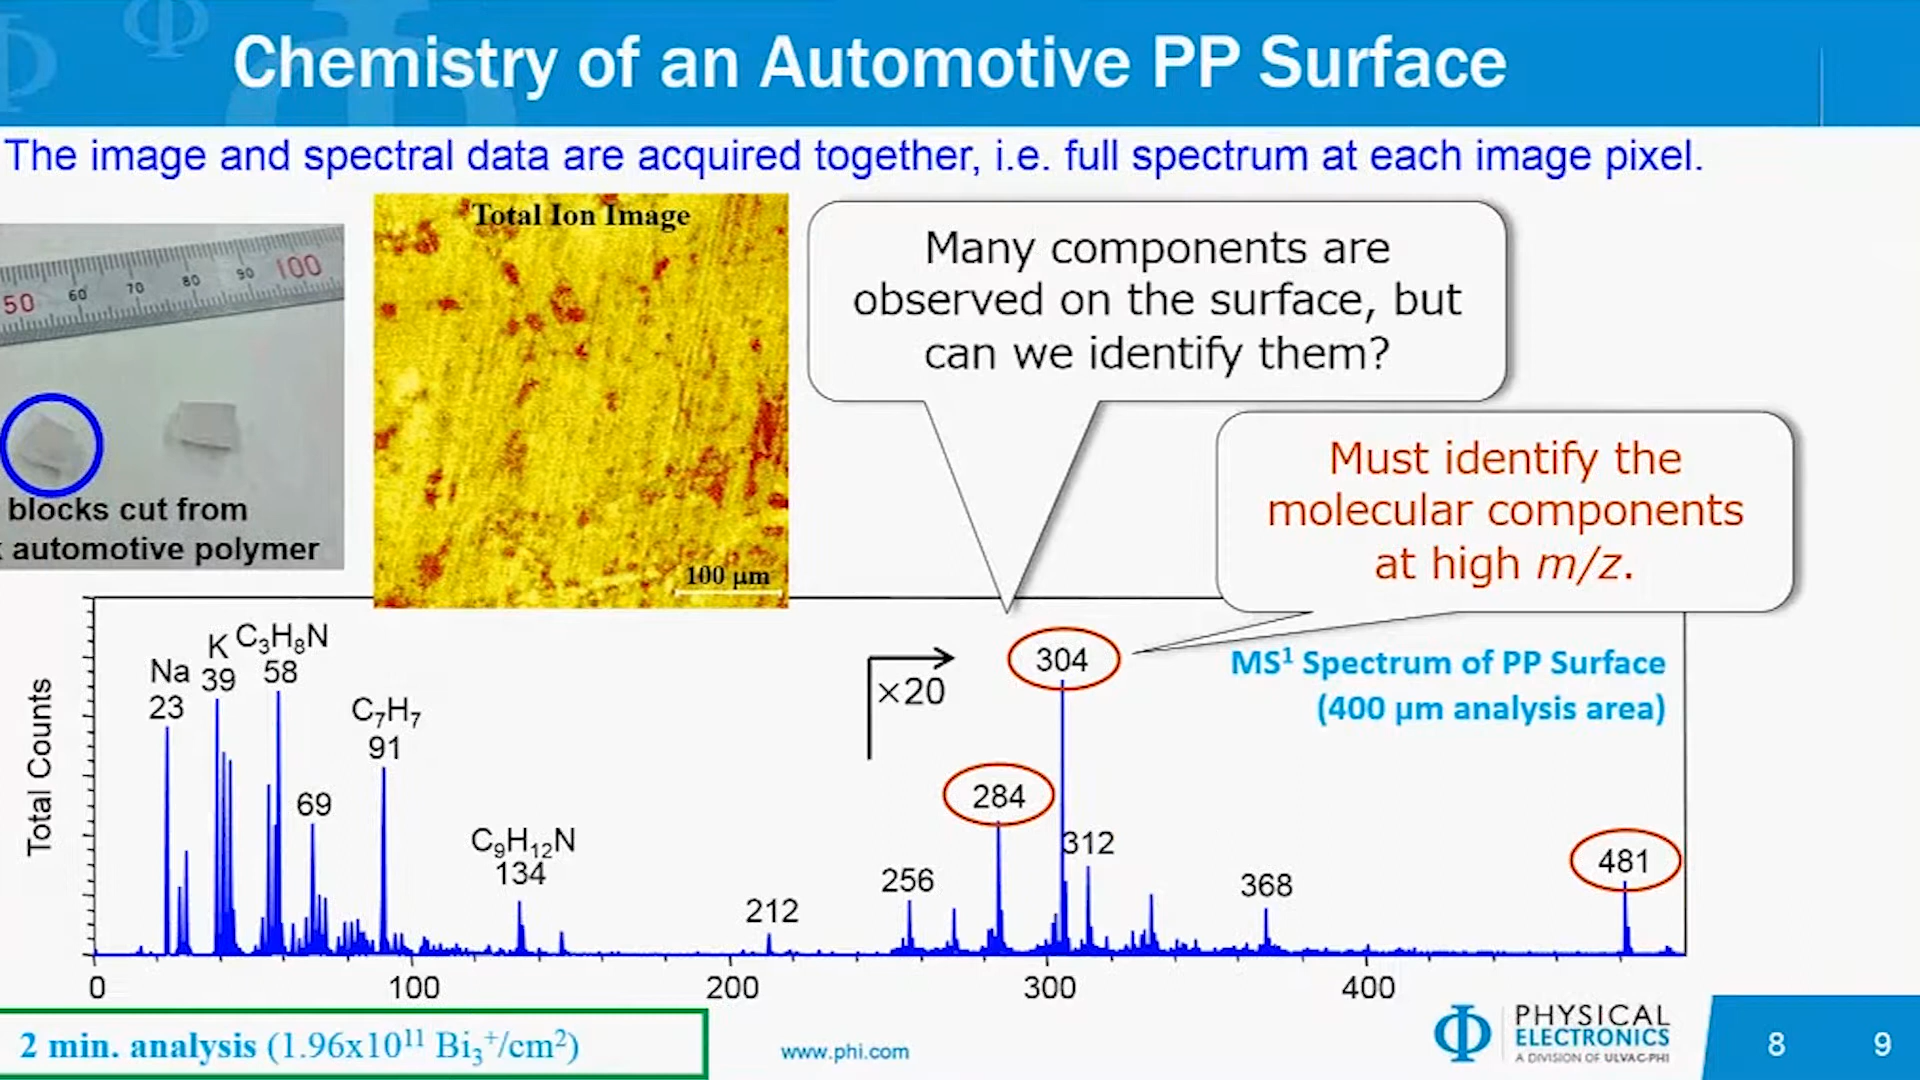 Chemistry of an Automotive PP Surface
The image and spectral data are acquired together, i.e. full spectrum at each image pixel.
50 60 70 80 90 100
blocks cut from
automotive polymer
Total Ion Image
100 µm
Many components are
observed on the surface, but
can we identify them?
Must identify the
molecular components
at high m/z.
MS¹ Spectrum of PP Surface
(400 µm analysis area)
Total Counts
Na
23
K
39
C₃H₈N
58
69
C₇H₇
91
C₉H₁₂N
134
212
×20
256
284
304
312
368
481
0 100 200 300 400
2 min. analysis (1.96x10¹¹ Bi₃⁺/cm²)
www.phi.com
PHYSICAL
ELECTRONICS
A DIVISION OF ULVAC-PHI
8 9